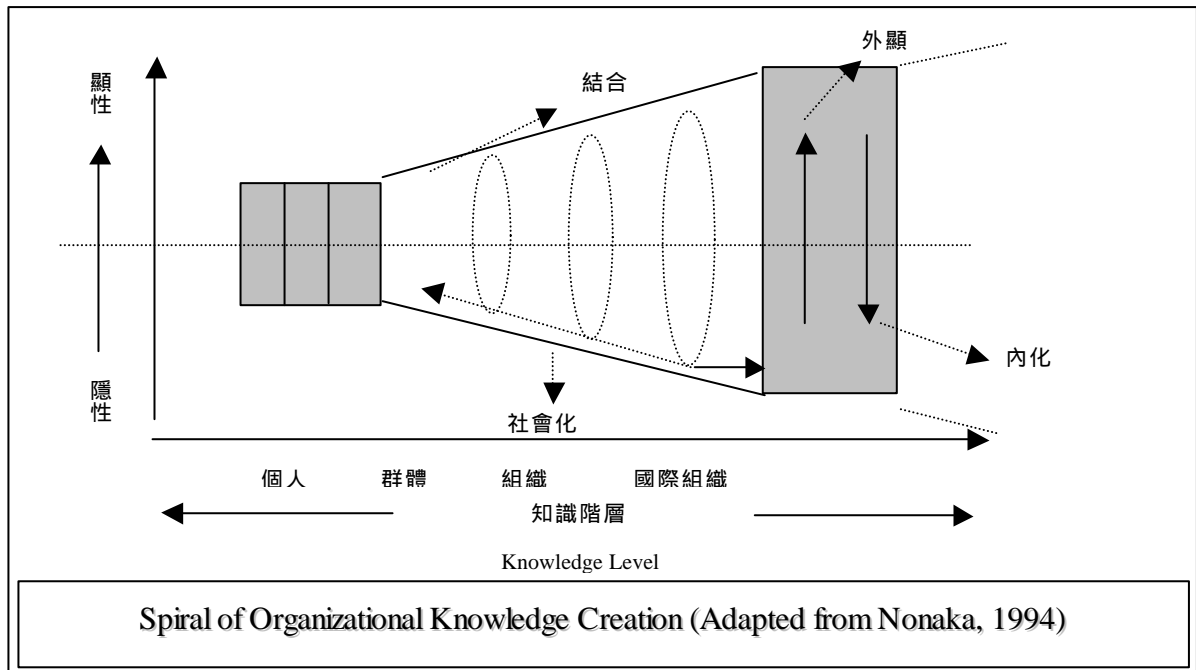 外顯
結合
顯性
隱性
內化
社會化
個人 群體 組織 國際組織
知識階層
Knowledge Level
Spiral of Organizational Knowledge Creation (Adapted from Nonaka, 1994)